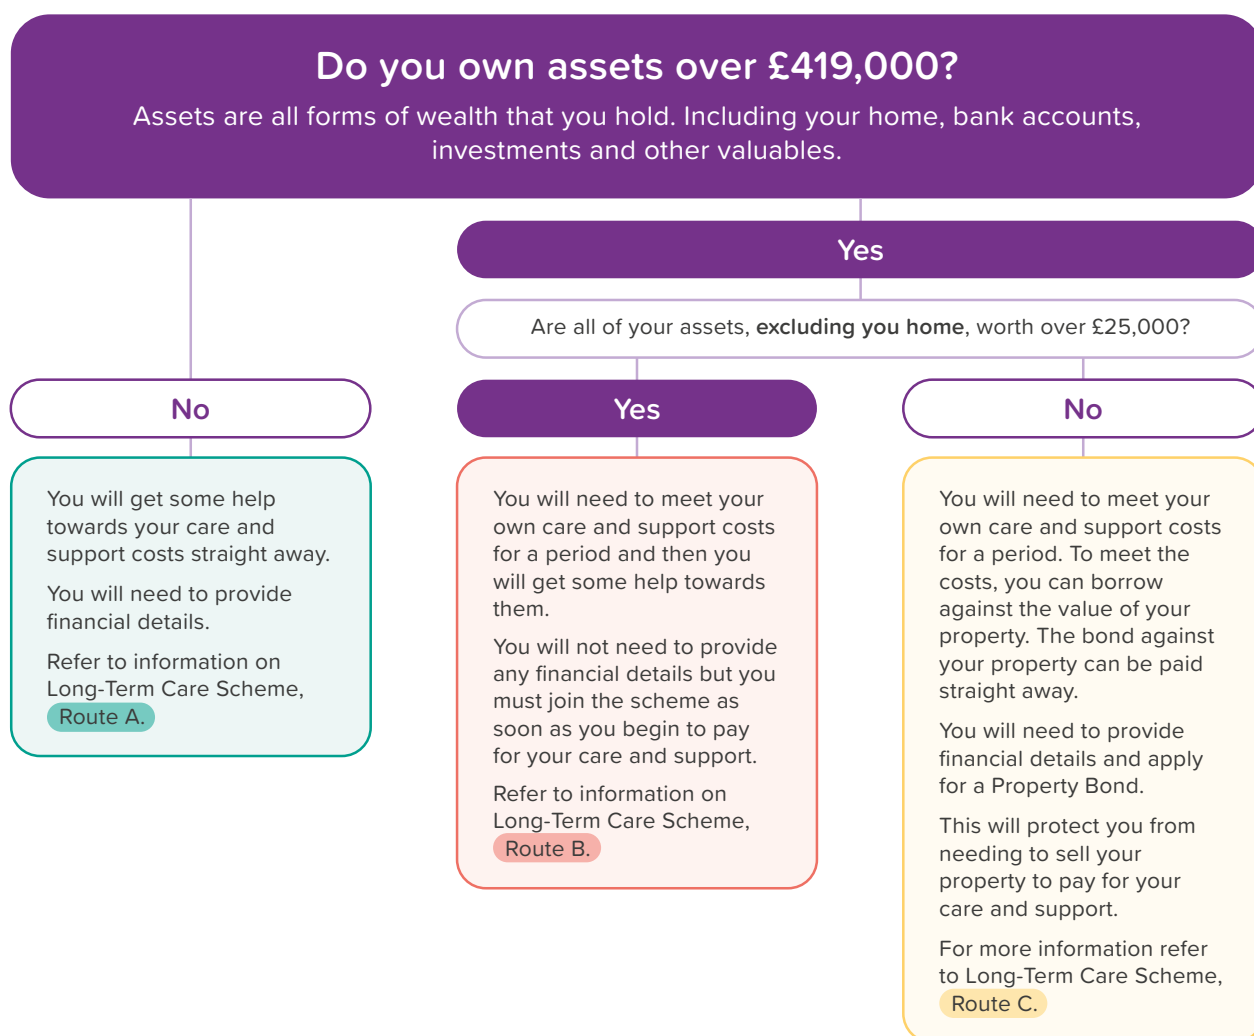 Do you own assets over £419,000?
Assets are all forms of wealth that you hold. Including your home, bank accounts,
investments and other valuables.
Yes
Are all of your assets, excluding you home, worth over £25,000?
No
You will get some help
towards your care and
support costs straight away.
You will need to provide
financial details.
Refer to information on
Long-Term Care Scheme,
Route A.
Yes
You will need to meet your
own care and support costs
for a period and then you
will get some help towards
them.
You will not need to provide
any financial details but you
must join the scheme as
soon as you begin to pay
for your care and support.
Refer to information on
Long-Term Care Scheme,
Route B.
No
You will need to meet your
own care and support costs
for a period. To meet the
costs, you can borrow
against the value of your
property. The bond against
your property can be paid
straight away.
You will need to provide
financial details and apply
for a Property Bond.
This will protect you from
needing to sell your
property to pay for your
care and support.
For more information refer
to Long-Term Care Scheme,
Route C.